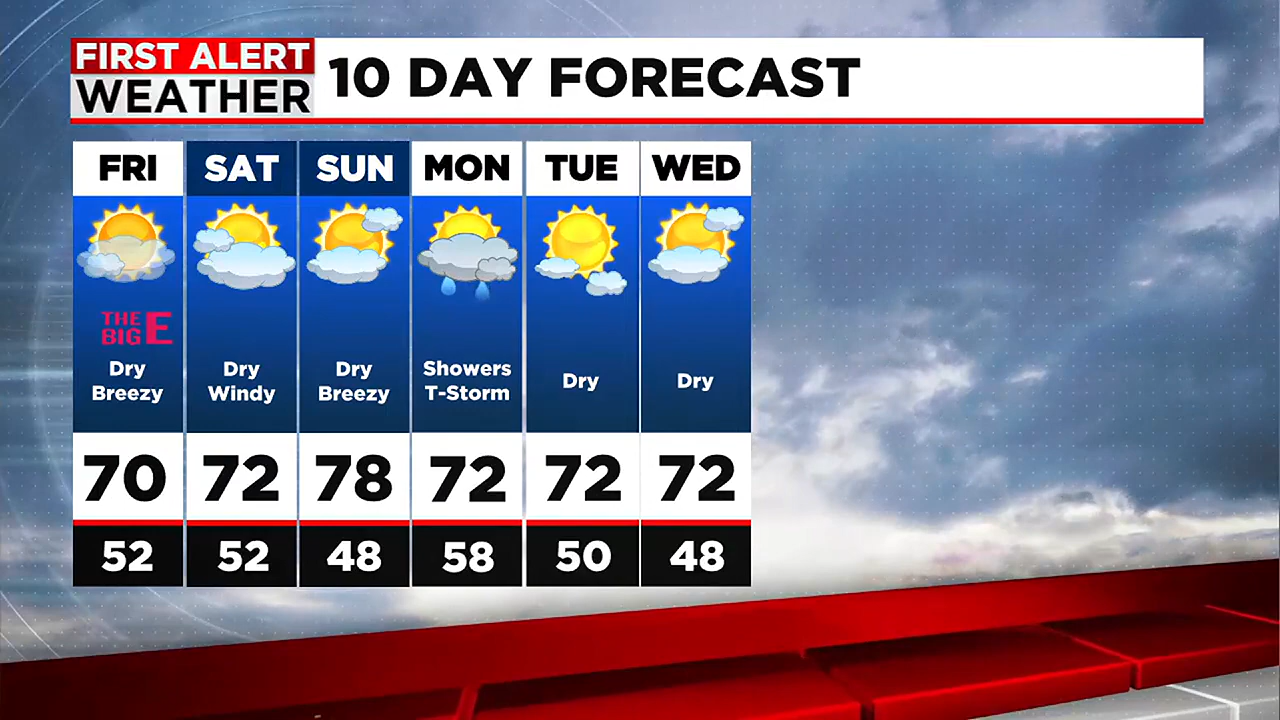 FIRST ALERT
WEATHER
10 DAY FORECAST
FRI SAT SUN MON TUE WED
THE
BIG E
Dry
Breezy
Dry
Windy
Dry
Breezy
Showers
T-Storm
Dry
Dry
70 72 78 72 72 72
52 52 48 58 50 48